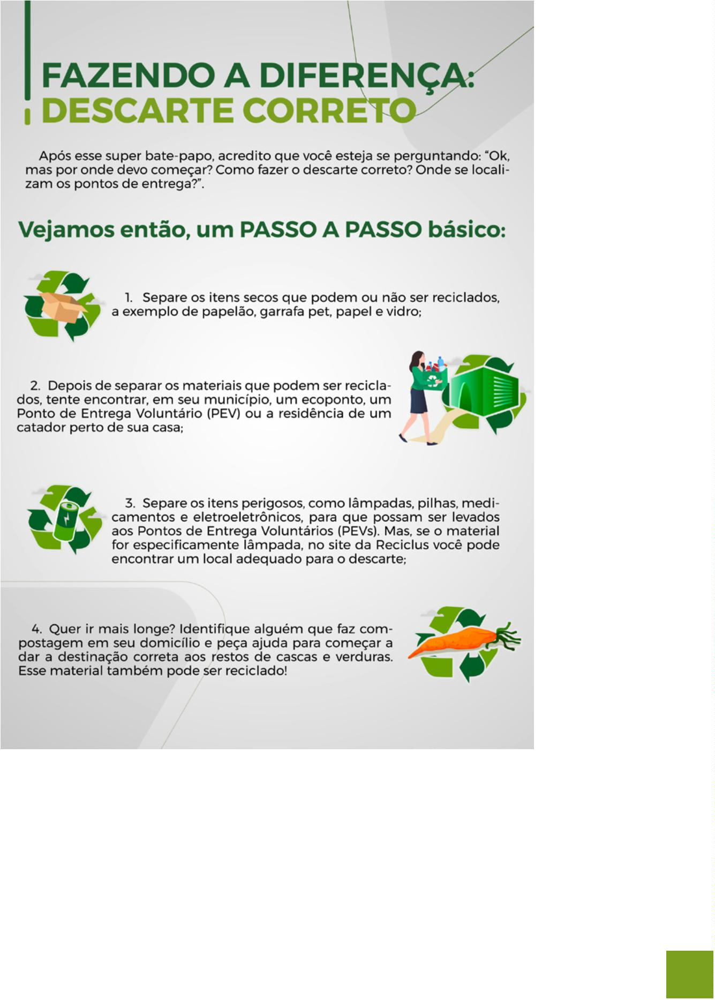 FAZENDO A DIFERENÇA:
DESCARTE CORRETO
Após esse super bate-papo, acredito que você esteja se perguntando: “Ok,
mas por onde devo começar? Como fazer o descarte correto? Onde se locali-
zam os pontos de entrega?”.
Vejamos então, um PASSO A PASSO básico:
1. Separe os itens secos que podem ou não ser reciclados,
a exemplo de papelão, garrafa pet, papel e vidro;
2. Depois de separar os materiais que podem ser recicla-
dos, tente encontrar, em seu município, um ecoponto, um
Ponto de Entrega Voluntário (PEV) ou a residência de um
catador perto de sua casa;
3. Separe os itens perigosos, como lâmpadas, pilhas, medi-
camentos e eletroeletrônicos, para que possam ser levados
aos Pontos de Entrega Voluntários (PEVs). Mas, se o material
for especificamente lâmpada, no site da Reciclus você pode
encontrar um local adequado para o descarte;
4. Quer ir mais longe? Identifique alguém que faz com-
postagem em seu domicílio e peça ajuda para começar a
dar a destinação correta aos restos de cascas e verduras.
Esse material também pode ser reciclado!